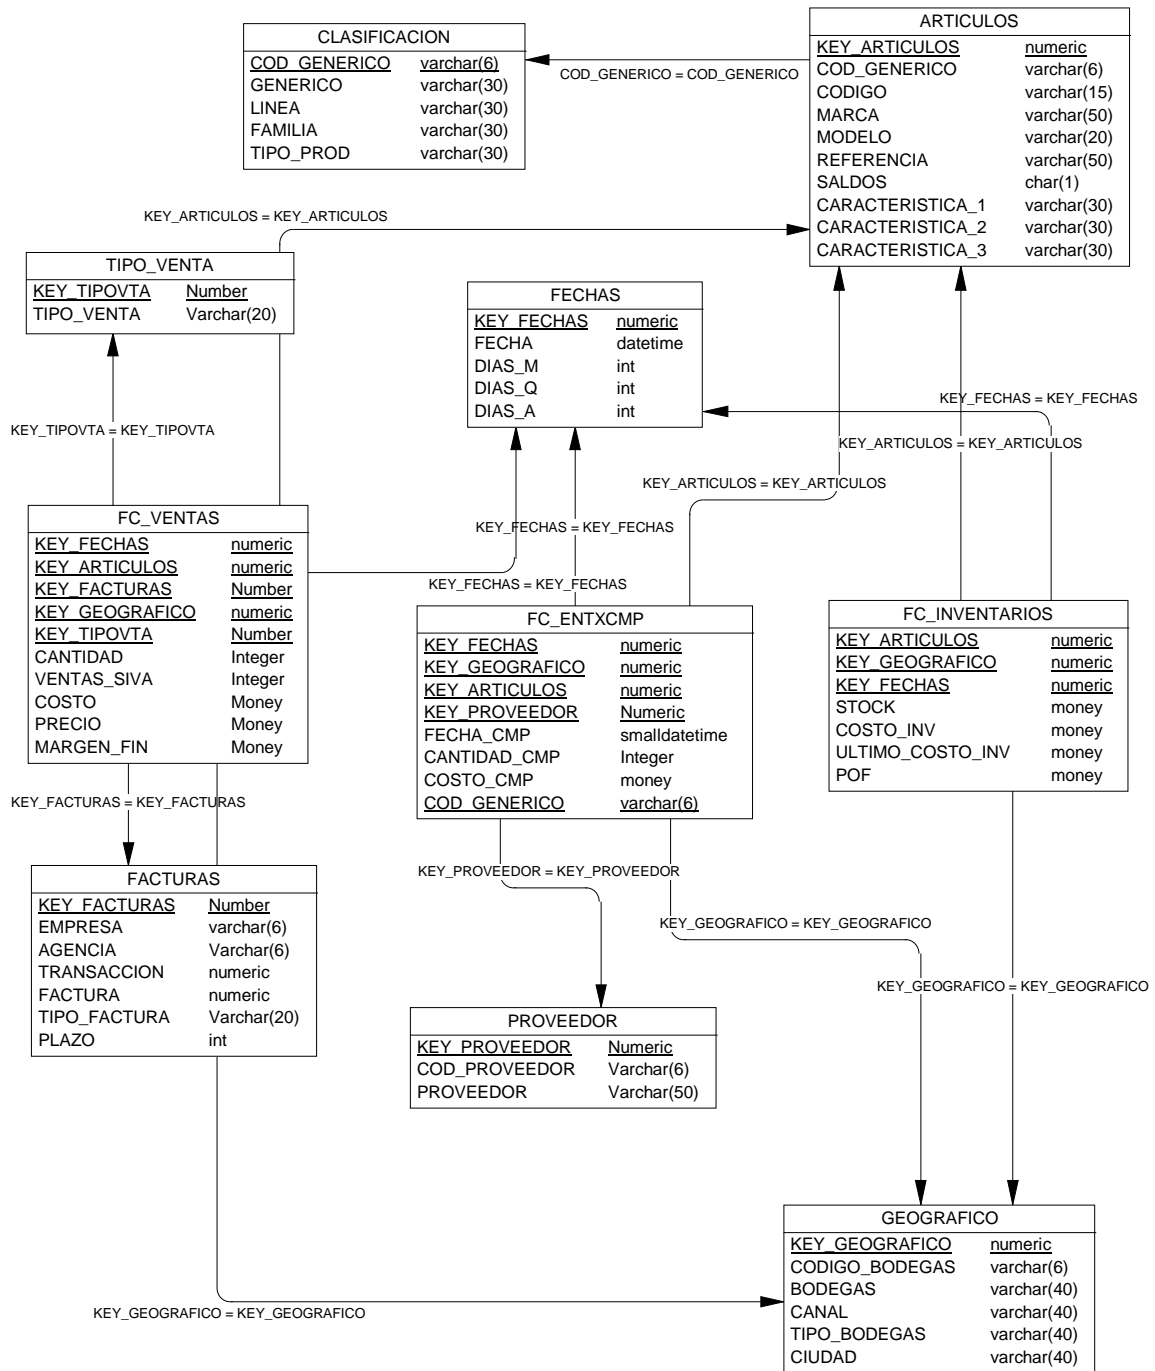 CLASIFICACION
COD_GENERICO varchar(6)
GENERICO varchar(30)
LINEA varchar(30)
FAMILIA varchar(30)
TIPO_PROD varchar(30)
COD_GENERICO = COD_GENERICO
ARTICULOS
KEY_ARTICULOS numeric
COD_GENERICO varchar(6)
CODIGO varchar(15)
MARCA varchar(50)
MODELO varchar(20)
REFERENCIA varchar(50)
SALDOS char(1)
CARACTERISTICA_1 varchar(30)
CARACTERISTICA_2 varchar(30)
CARACTERISTICA_3 varchar(30)
KEY_ARTICULOS = KEY_ARTICULOS
TIPO_VENTA
KEY_TIPOVTA Number
TIPO_VENTA Varchar(20)
FECHAS
KEY_FECHAS numeric
FECHA datetime
DIAS_M int
DIAS_Q int
DIAS_A int
KEY_FECHAS = KEY_FECHAS
KEY_TIPOVTA = KEY_TIPOVTA
KEY_ARTICULOS = KEY_ARTICULOS
KEY_ARTICULOS = KEY_ARTICULOS
KEY_FECHAS = KEY_FECHAS
KEY_FECHAS = KEY_FECHAS
FC_VENTAS
KEY_FECHAS numeric
KEY_ARTICULOS numeric
KEY_FACTURAS Number
KEY_GEOGRAFICO numeric
KEY_TIPOVTA Number
CANTIDAD Integer
VENTAS_SIVA Integer
COSTO Money
PRECIO Money
MARGEN_FIN Money
FC_ENTXCMP
KEY_FECHAS numeric
KEY_GEOGRAFICO numeric
KEY_ARTICULOS numeric
KEY_PROVEEDOR Numeric
FECHA_CMP smalldatetime
CANTIDAD_CMP Integer
COSTO_CMP money
COD_GENERICO varchar(6)
FC_INVENTARIOS
KEY_ARTICULOS numeric
KEY_GEOGRAFICO numeric
KEY_FECHAS numeric
STOCK money
COSTO_INV money
ULTIMO_COSTO_INV money
POF money
KEY_FACTURAS = KEY_FACTURAS
KEY_PROVEEDOR = KEY_PROVEEDOR
KEY_GEOGRAFICO = KEY_GEOGRAFICO
KEY_GEOGRAFICO = KEY_GEOGRAFICO
FACTURAS
KEY_FACTURAS Number
EMPRESA varchar(6)
AGENCIA Varchar(6)
TRANSACCION numeric
FACTURA numeric
TIPO_FACTURA Varchar(20)
PLAZO int
PROVEEDOR
KEY_PROVEEDOR Numeric
COD_PROVEEDOR Varchar(6)
PROVEEDOR Varchar(50)
KEY_GEOGRAFICO = KEY_GEOGRAFICO
GEOGRAFICO
KEY_GEOGRAFICO numeric
CODIGO_BODEGAS varchar(6)
BODEGAS varchar(40)
CANAL varchar(40)
TIPO_BODEGAS varchar(40)
CIUDAD varchar(40)